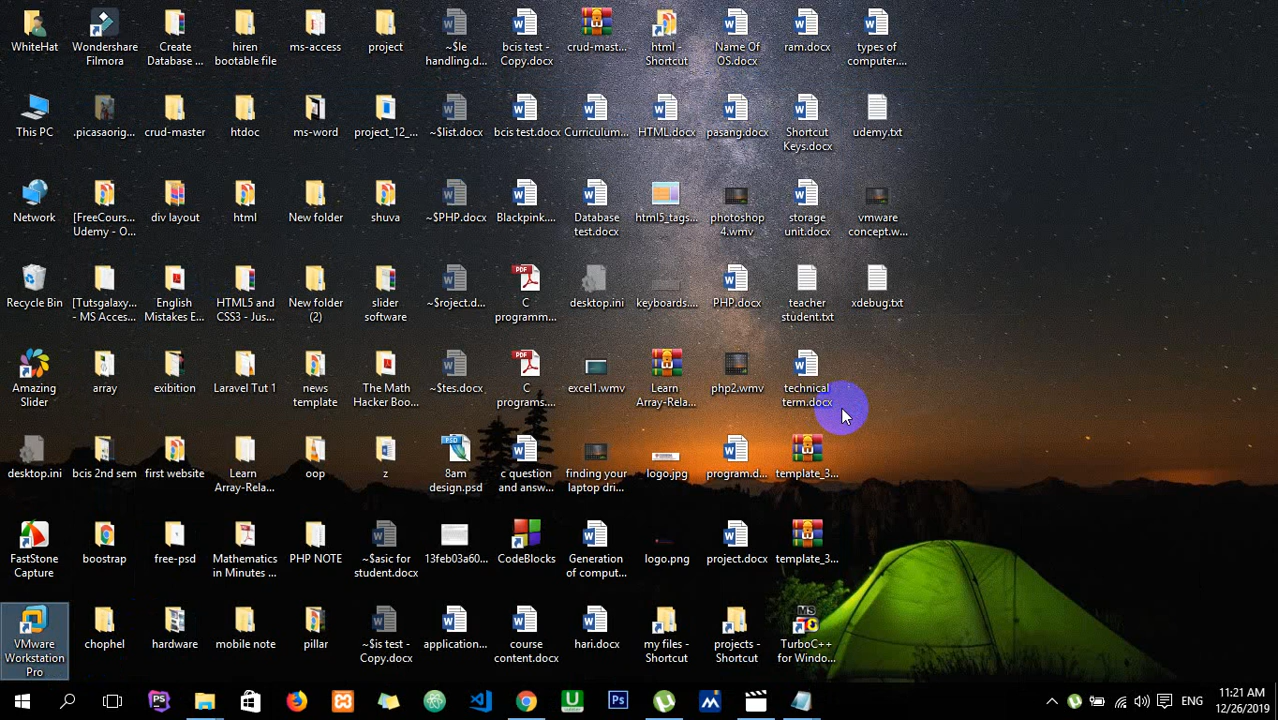 WhiteHat
Wondershare
Filmora
Create
Database ...
hiren
bootable file
ms-access
project
~$le
handling.d...
bcis test -
Copy.docx
crud-mast...
html -
Shortcut
Name Of
OS.docx
ram.docx
types of
computer....
This PC
.picasaorig...
crud-master
htdoc
ms-word
project_12_...
~$list.docx
bcis test.docx
Curriculum...
HTML.docx
pasang.docx
Shortcut
Keys.docx
udemy.txt
Network
[FreeCours...
Udemy - O...
div layout
html
New folder
shuva
~$PHP.docx
Blackpink....
Database
test.docx
html5_tags...
photoshop
4.wmv
storage
unit.docx
vmware
concept.w...
Recycle Bin
[Tutsgalaxy...
- MS Acces...
English
Mistakes E...
HTML5 and
CSS3 - Jus...
New folder
(2)
slider
software
~$roject.d...
PDF
C
programm...
desktop.ini
keyboards....
PHP.docx
teacher
student.txt
xdebug.txt
Amazing
Slider
array
exibition
Laravel Tut 1
news
template
The Math
Hacker Boo...
~$tes.docx
PDF
C
programs....
excel1.wmv
Learn
Array-Rela...
php2.wmv
technical
term.docx
desktop.ini
bcis 2nd sem
first website
Learn
Array-Rela...
oop
z
PSD
8am
design.psd
c question
and answ...
finding your
laptop dri...
logo.jpg
program.d...
template_3...
FastStone
Capture
boostrap
free-psd
Mathematics
in Minutes ...
PHP NOTE
~$asic for
student.docx
13feb03a60...
CodeBlocks
Generation
of comput...
logo.png
project.docx
template_3...
VMware
Workstation
Pro
chophel
hardware
mobile note
pillar
~$is test -
Copy.docx
application...
course
content.docx
hari.docx
my files -
Shortcut
projects -
Shortcut
MS
TurboC++
for Windo...
PS
Ps
ENG
11:21 AM
12/26/2019